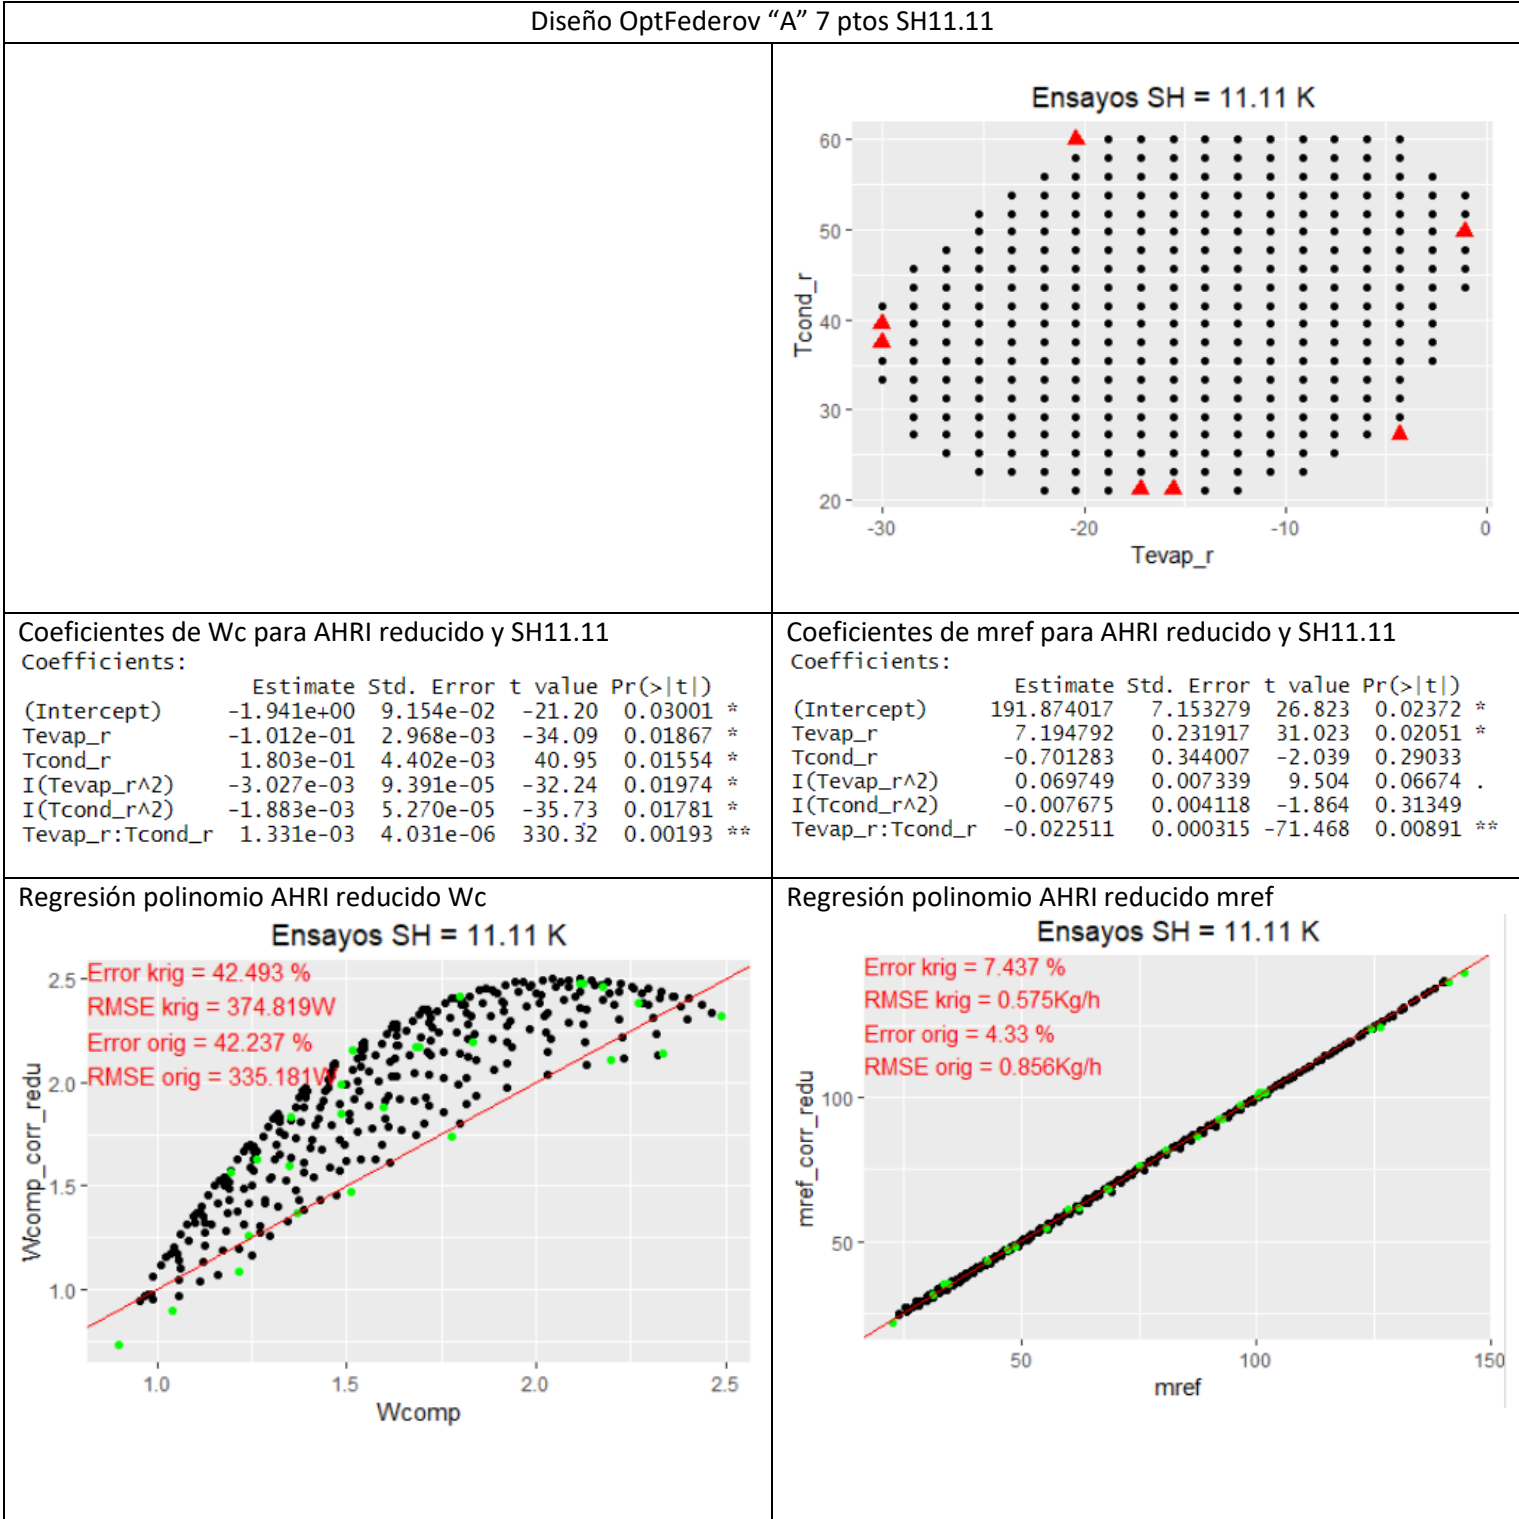 Diseño OptFederov “A” 7 ptos SH11.11
Ensayos SH = 11.11 K
60
50
40
30
20
Tcond_r
-30 -20 -10 0
Tevap_r
Coeficientes de Wc para AHRI reducido y SH11.11
Coefficients:
Estimate Std. Error t value Pr(>|t|)
(Intercept) -1.941e+00 9.154e-02 -21.20 0.03001 *
Tevap_r -1.012e-01 2.968e-03 -34.09 0.01867 *
Tcond_r 1.803e-01 4.402e-03 40.95 0.01554 *
I(Tevap_r^2) -3.027e-03 9.391e-05 -32.24 0.01974 *
I(Tcond_r^2) -1.883e-03 5.270e-05 -35.73 0.01781 *
Tevap_r:Tcond_r 1.331e-03 4.031e-06 330.32 0.00193 **
Coeficientes de mref para AHRI reducido y SH11.11
Coefficients:
Estimate Std. Error t value Pr(>|t|)
(Intercept) 191.874017 7.153279 26.823 0.02372 *
Tevap_r 7.194792 0.231917 31.023 0.02051 *
Tcond_r -0.701283 0.344007 -2.039 0.29033
I(Tevap_r^2) 0.069749 0.007339 9.504 0.06674 .
I(Tcond_r^2) -0.007675 0.004118 -1.864 0.31349
Tevap_r:Tcond_r -0.022511 0.000315 -71.468 0.00891 **
Regresión polinomio AHRI reducido Wc
Ensayos SH = 11.11 K
Error krig = 42.493 %
RMSE krig = 374.819W
Error orig = 42.237 %
RMSE orig = 335.181W
2.5
2.0
1.5
1.0
Wcomp_corr_redu
1.0 1.5 2.0 2.5
Wcomp
Regresión polinomio AHRI reducido mref
Ensayos SH = 11.11 K
Error krig = 7.437 %
RMSE krig = 0.575Kg/h
Error orig = 4.33 %
RMSE orig = 0.856Kg/h
100
50
mref_corr_redu
50 100 150
mref